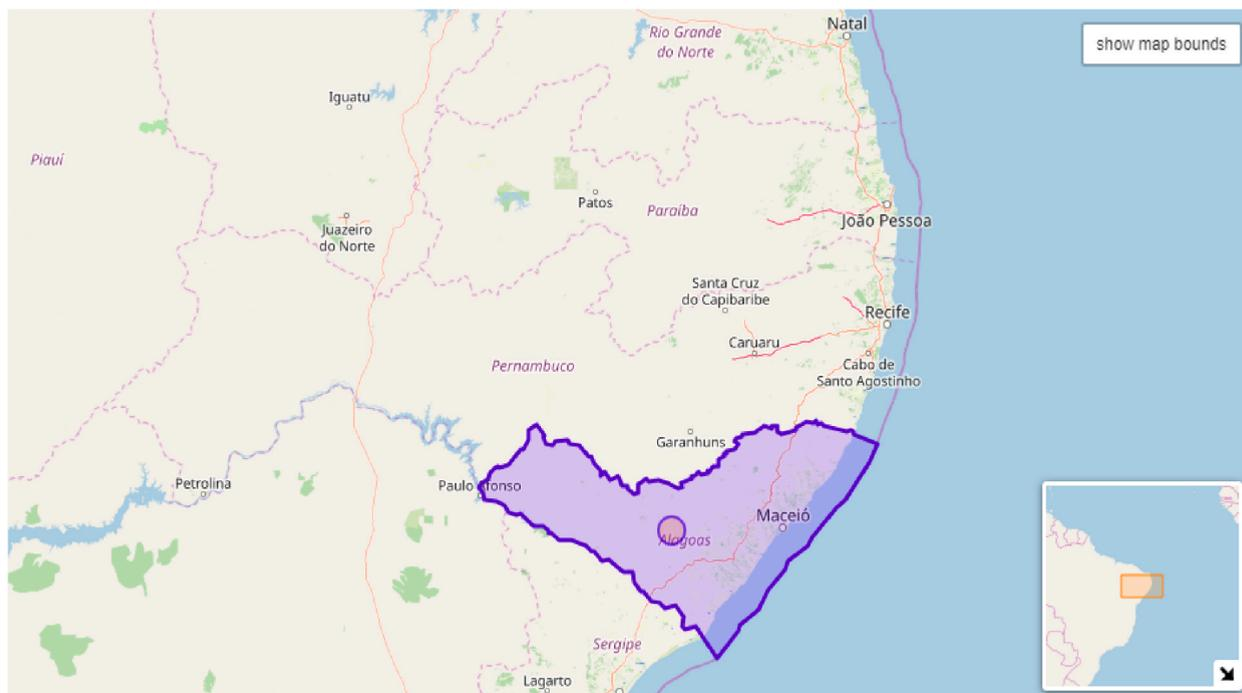 Natal
Rio Grande
do Norte
show map bounds
Iguatu
Piauí
Patos
Paraíba
João Pessoa
Juazeiro
do Norte
Santa Cruz
do Capibaribe
Recife
Caruaru
Pernambuco
Cabo de
Santo Agostinho
Garanhuns
Petrolina
Paulo Afonso
Maceió
Alagoas
Sergipe
Lagarto